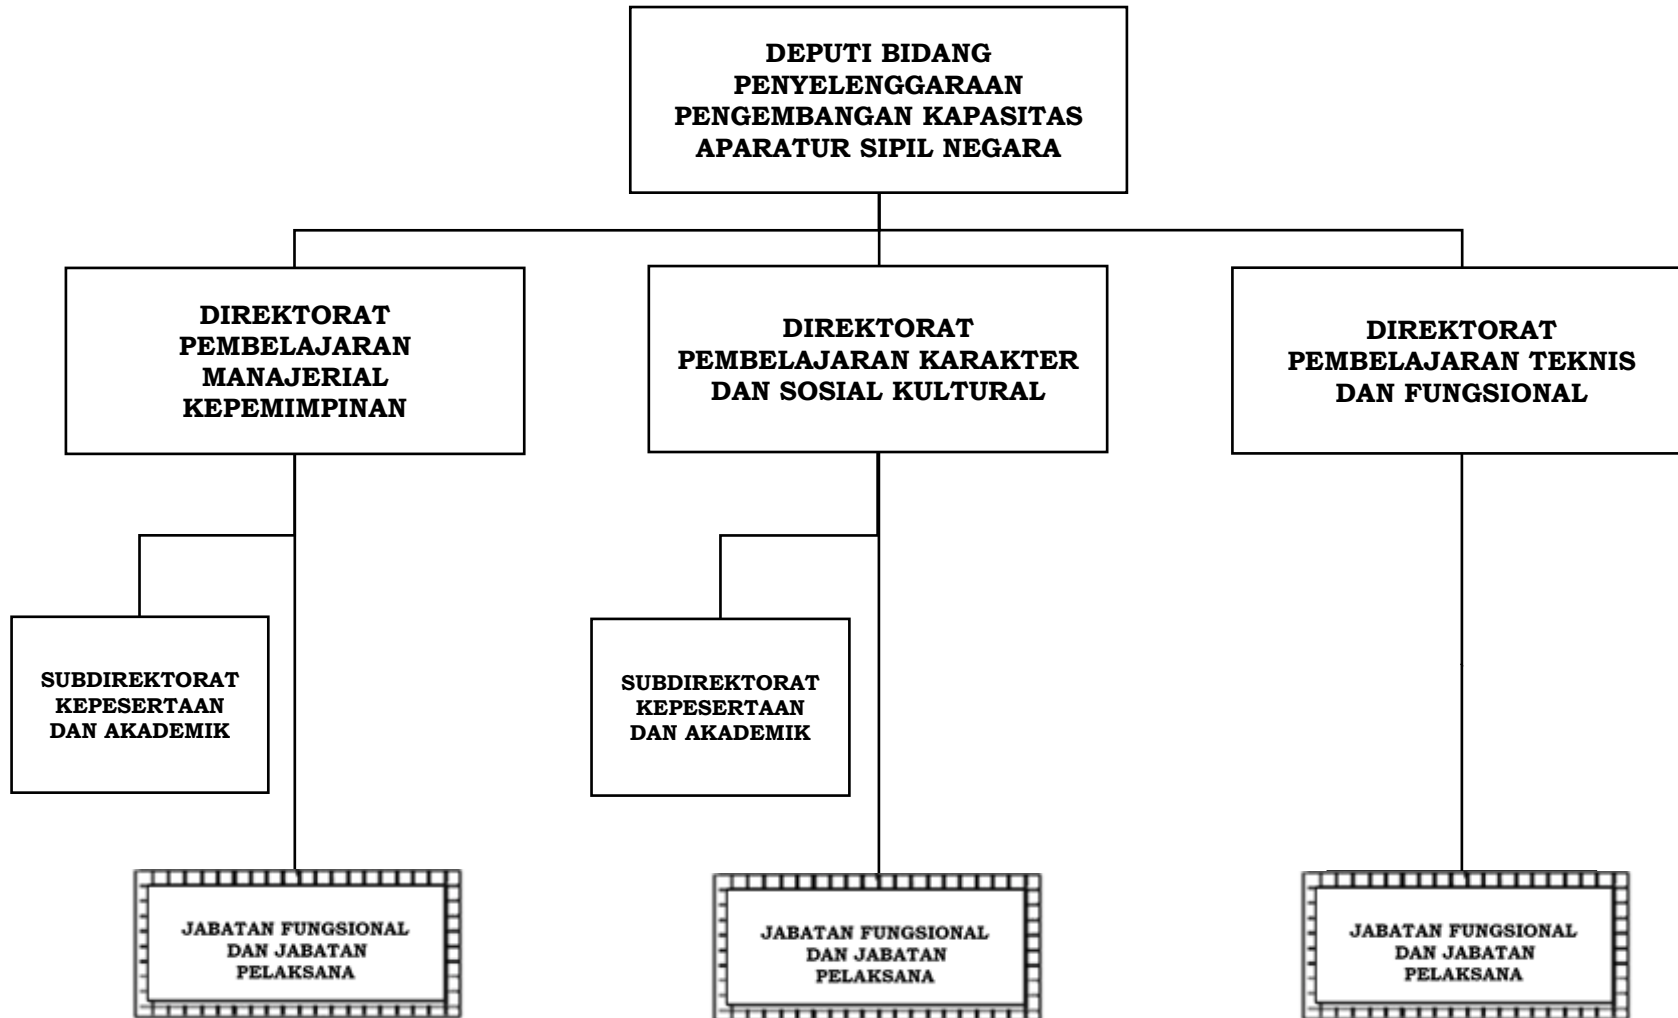 DEPUTI BIDANG
PENYELENGGARAAN
PENGEMBANGAN KAPASITAS
APARATUR SIPIL NEGARA
DIREKTORAT
PEMBELAJARAN
MANAJERIAL
KEPEMIMPINAN
DIREKTORAT
PEMBELAJARAN KARAKTER
DAN SOSIAL KULTURAL
DIREKTORAT
PEMBELAJARAN TEKNIS
DAN FUNGSIONAL
SUBDIREKTORAT
KEPESERTAAN
DAN AKADEMIK
SUBDIREKTORAT
KEPESERTAAN
DAN AKADEMIK
JABATAN FUNGSIONAL
DAN JABATAN
PELAKSANA
JABATAN FUNGSIONAL
DAN JABATAN
PELAKSANA
JABATAN FUNGSIONAL
DAN JABATAN
PELAKSANA